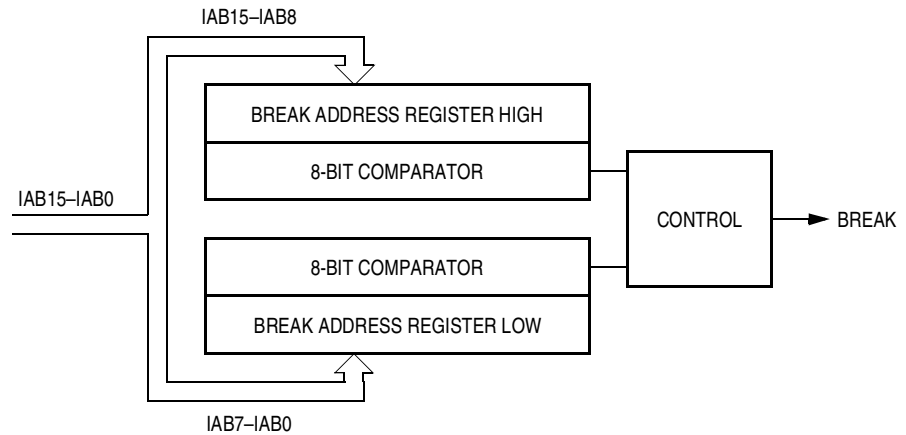 IAB15–IAB8
BREAK ADDRESS REGISTER HIGH
8-BIT COMPARATOR
IAB15–IAB0
CONTROL
BREAK
8-BIT COMPARATOR
BREAK ADDRESS REGISTER LOW
IAB7–IAB0